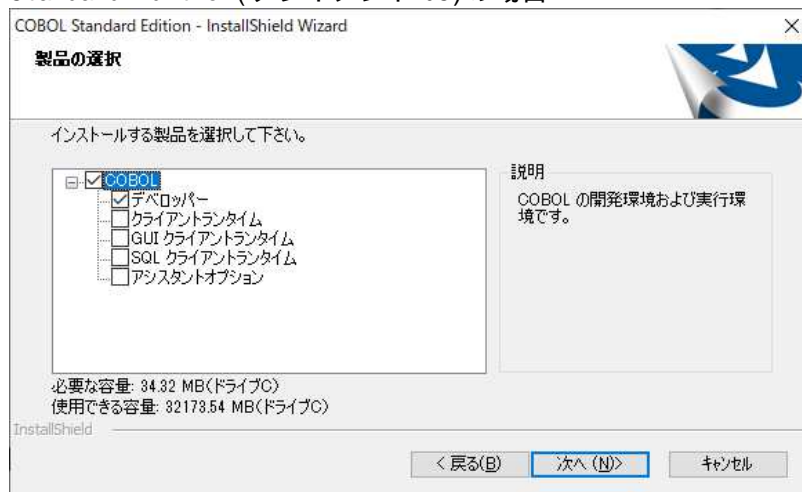 COBOL Standard Edition - InstallShield Wizard
製品の選択
インストールする製品を選択して下さい。
COBOL
デベロッパー
クライアントランタイム
GUI クライアントランタイム
SQL クライアントランタイム
アシスタントオプション
説明
COBOL の開発環境および実行環
境です。
必要な容量: 34.32 MB(ドライブC)
使用できる容量: 32173.54 MB(ドライブC)
InstallShield
< 戻る(B)
次へ (N)>
キャンセル